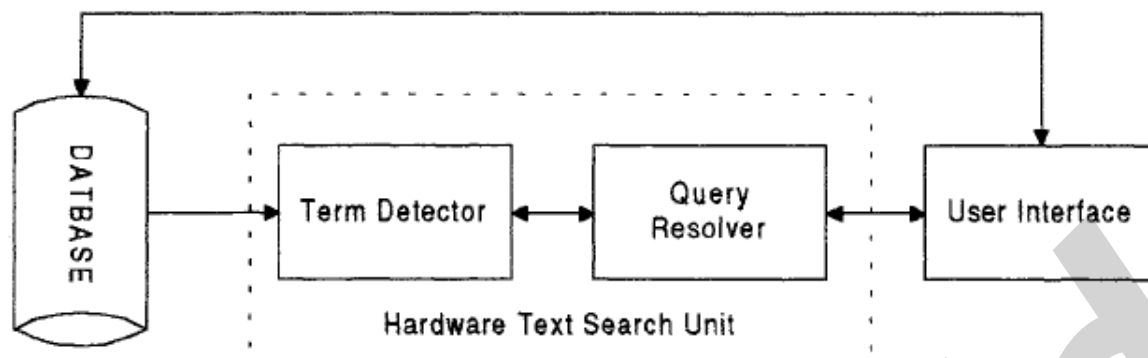 DATBASE
Term Detector
Query
Resolver
User Interface
Hardware Text Search Unit